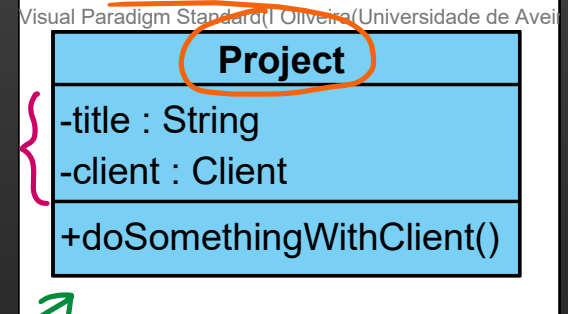 Visual Paradigm Standard(I Oliveira(Universidade de Avei
Project
-title : String
-client : Client
+doSomethingWithClient()